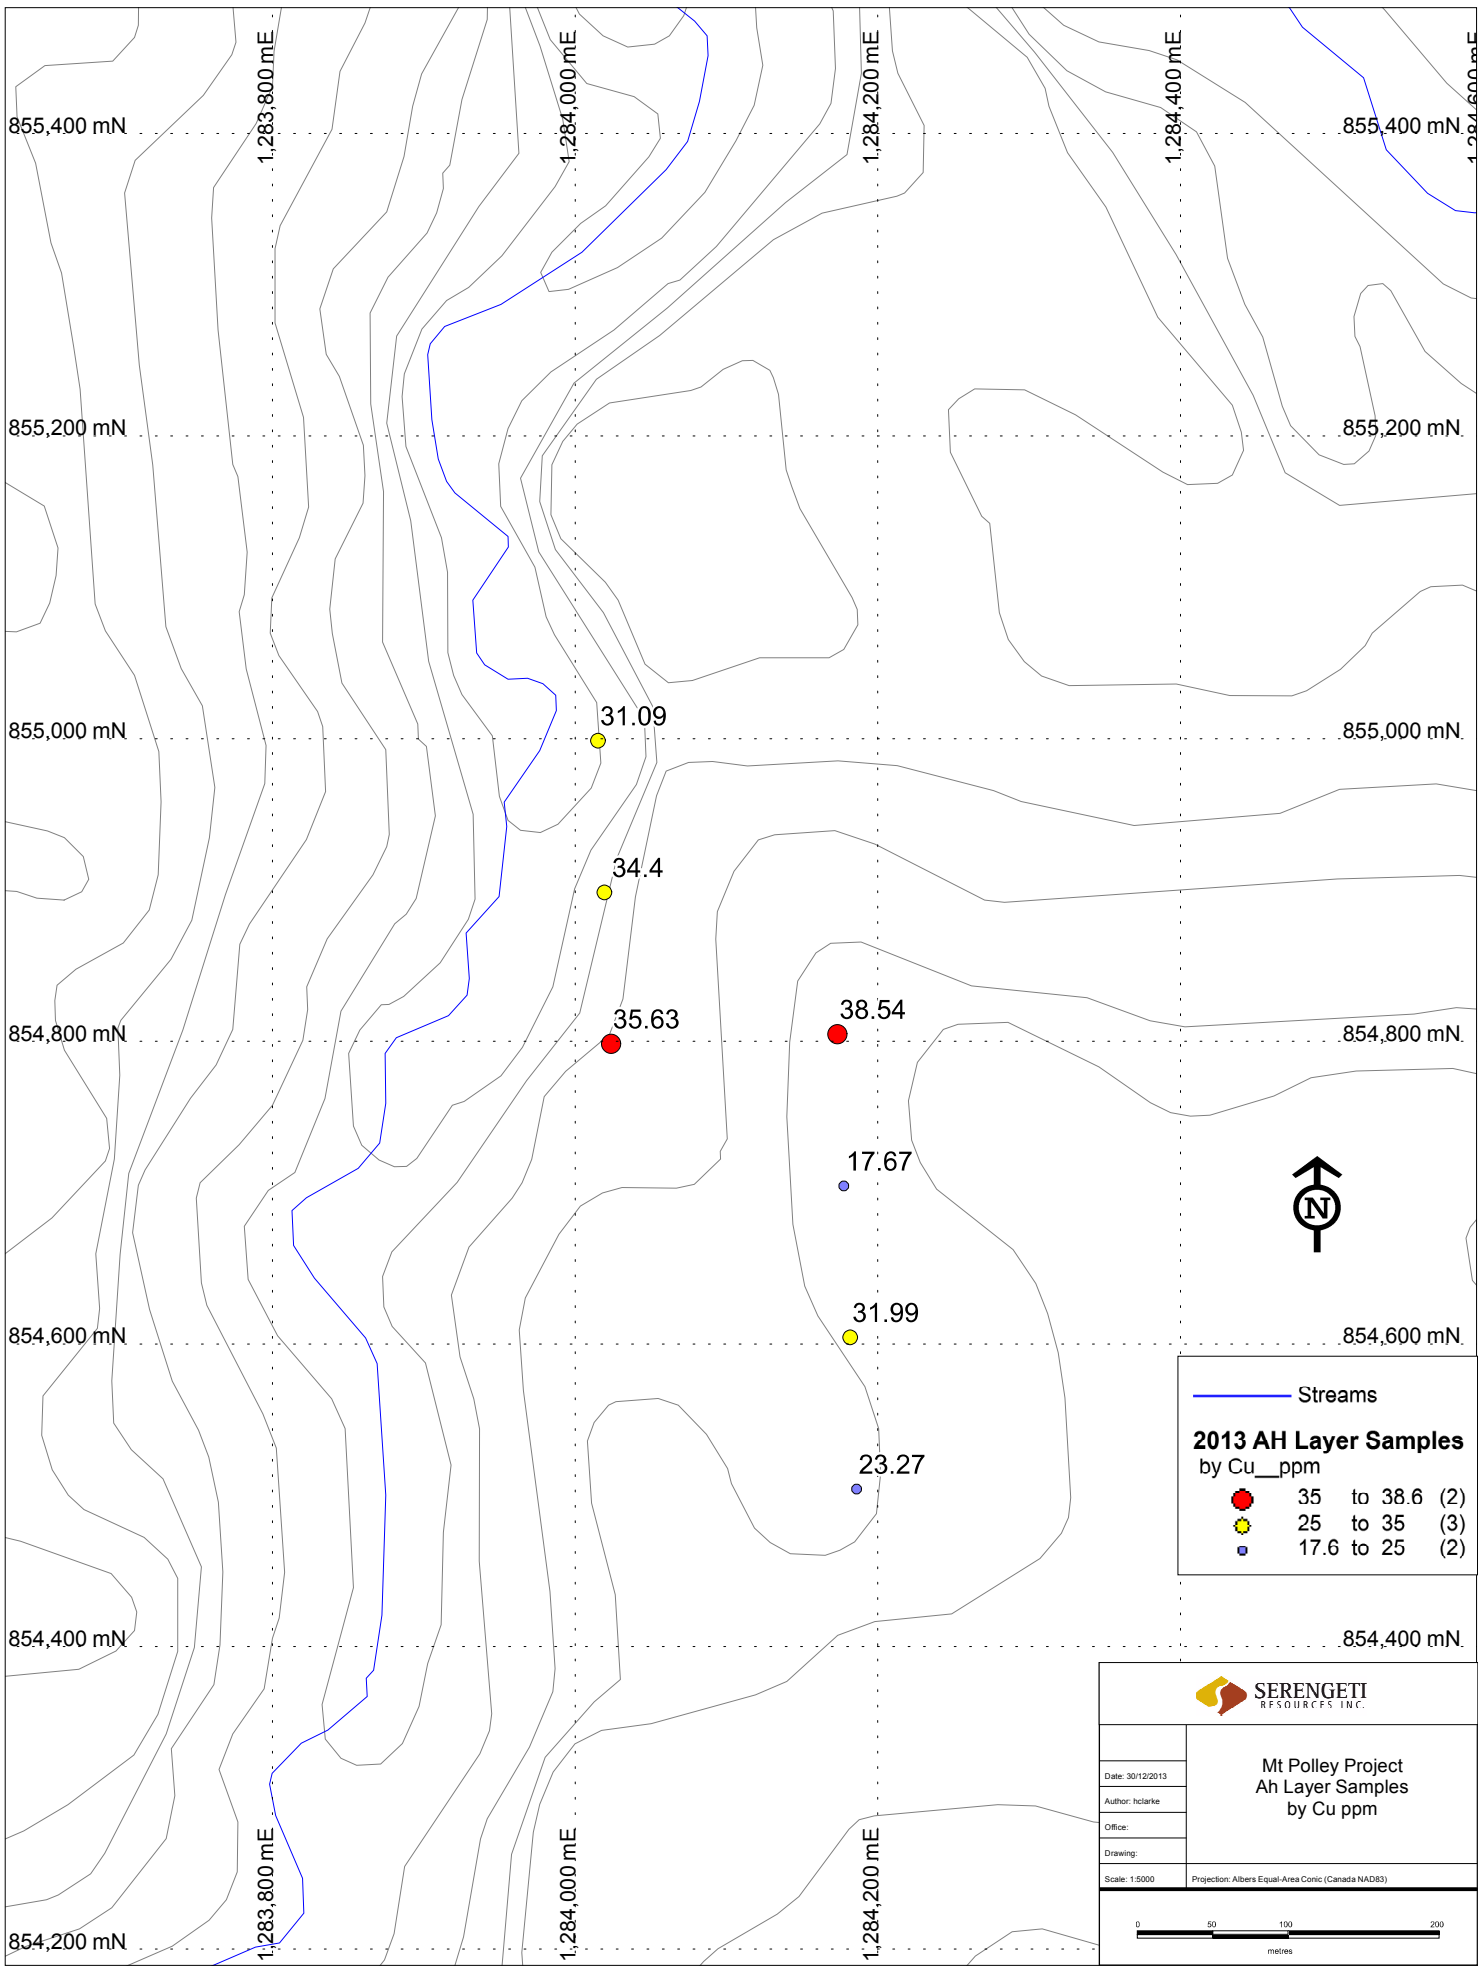 1,283,800 mE
1,284,000 mE
1,284,200 mE
1,284,400 mE
1,284,600 mE
855,400 mN
855,400 mN
855,200 mN
855,200 mN
31.09
855,000 mN
855,000 mN
34.4
35.63
38.54
854,800 mN
854,800 mN
17.67
N
31.99
854,600 mN
854,600 mN
23.27
Streams
2013 AH Layer Samples
by Cu__ppm
35 to 38.6 (2)
25 to 35 (3)
17.6 to 25 (2)
854,400 mN
854,400 mN
SERENGETI
RESOURCES INC.
Mt Polley Project
Ah Layer Samples
by Cu ppm
Date: 30/12/2013
Author: hclarke
Office:
Drawing:
Scale: 1:5000
Projection: Albers Equal-Area Conic (Canada NAD83)
1,283,800 mE
1,284,000 mE
1,284,200 mE
854,200 mN
0 50 100 200
metres